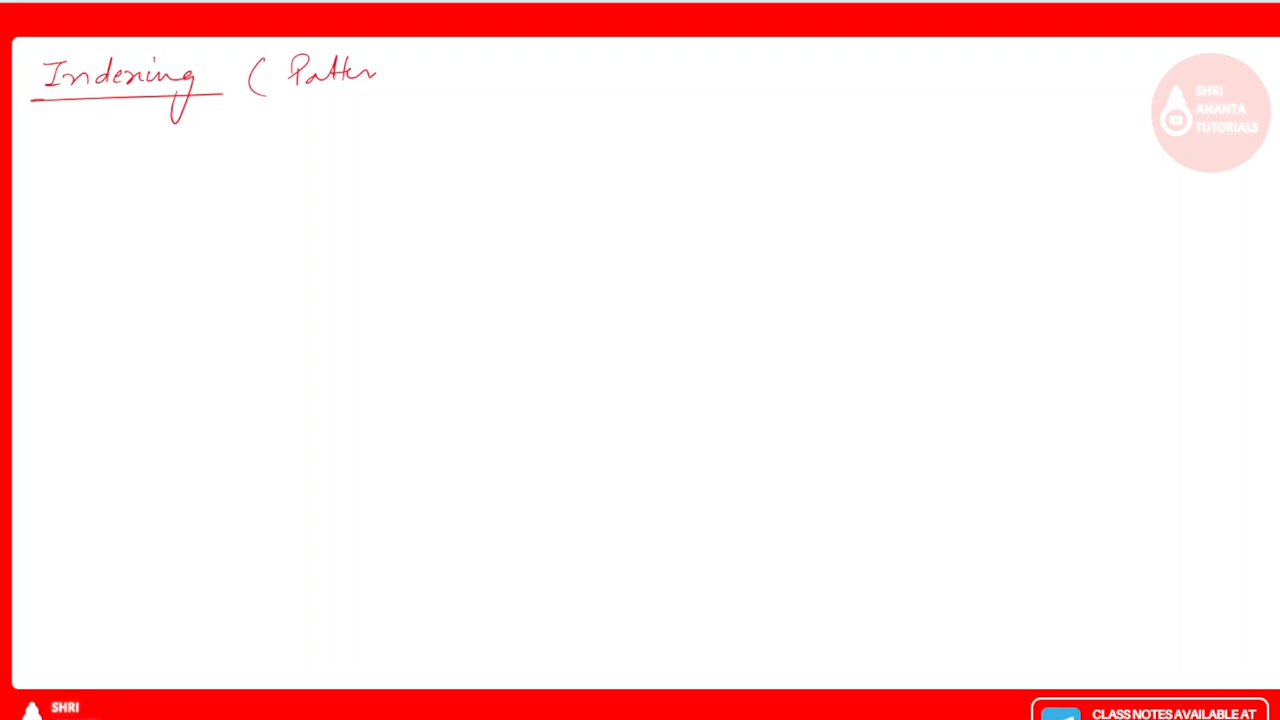 Indexing ( Patter
SHRI
ANANTA
TUTORIALS
SHRI
CLASS NOTES AVAILABLE AT